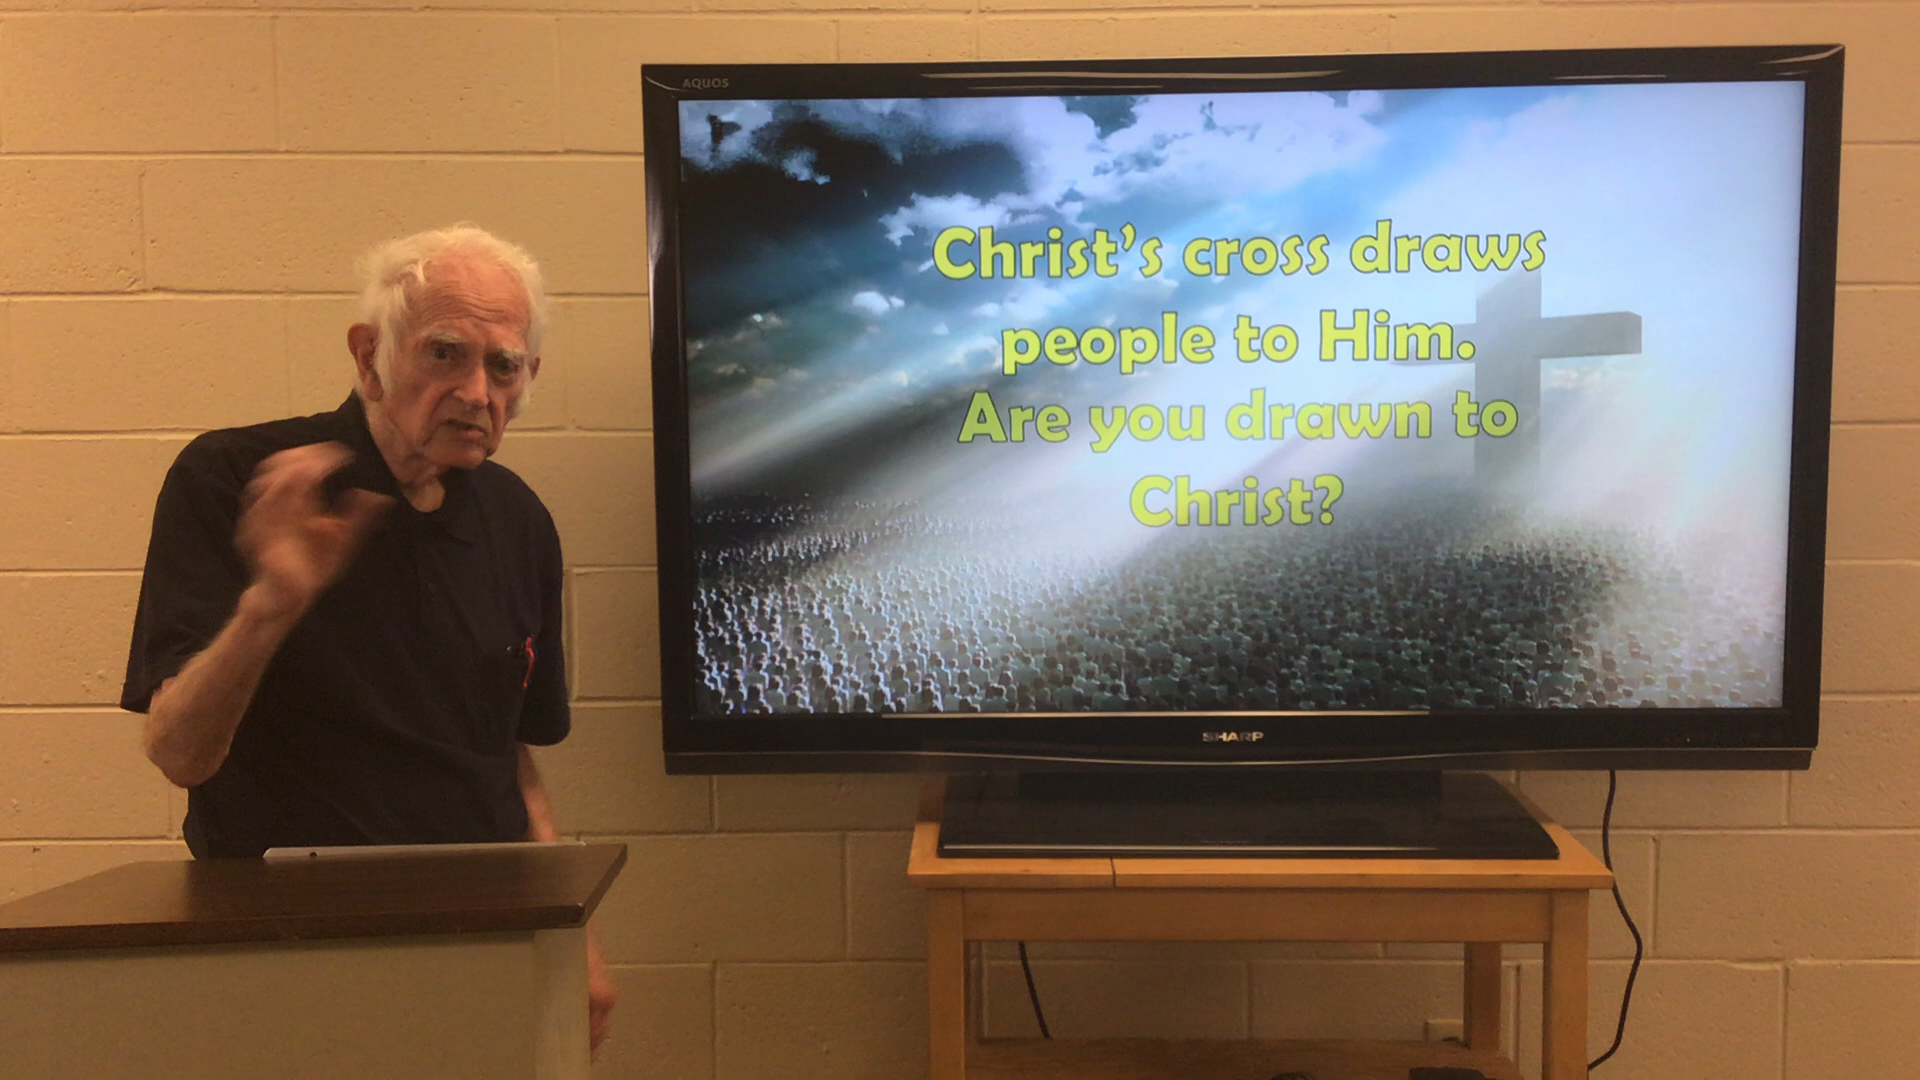 AQUOS
Christ's cross draws
people to Him.
Are you drawn to
Christ?
SHARP